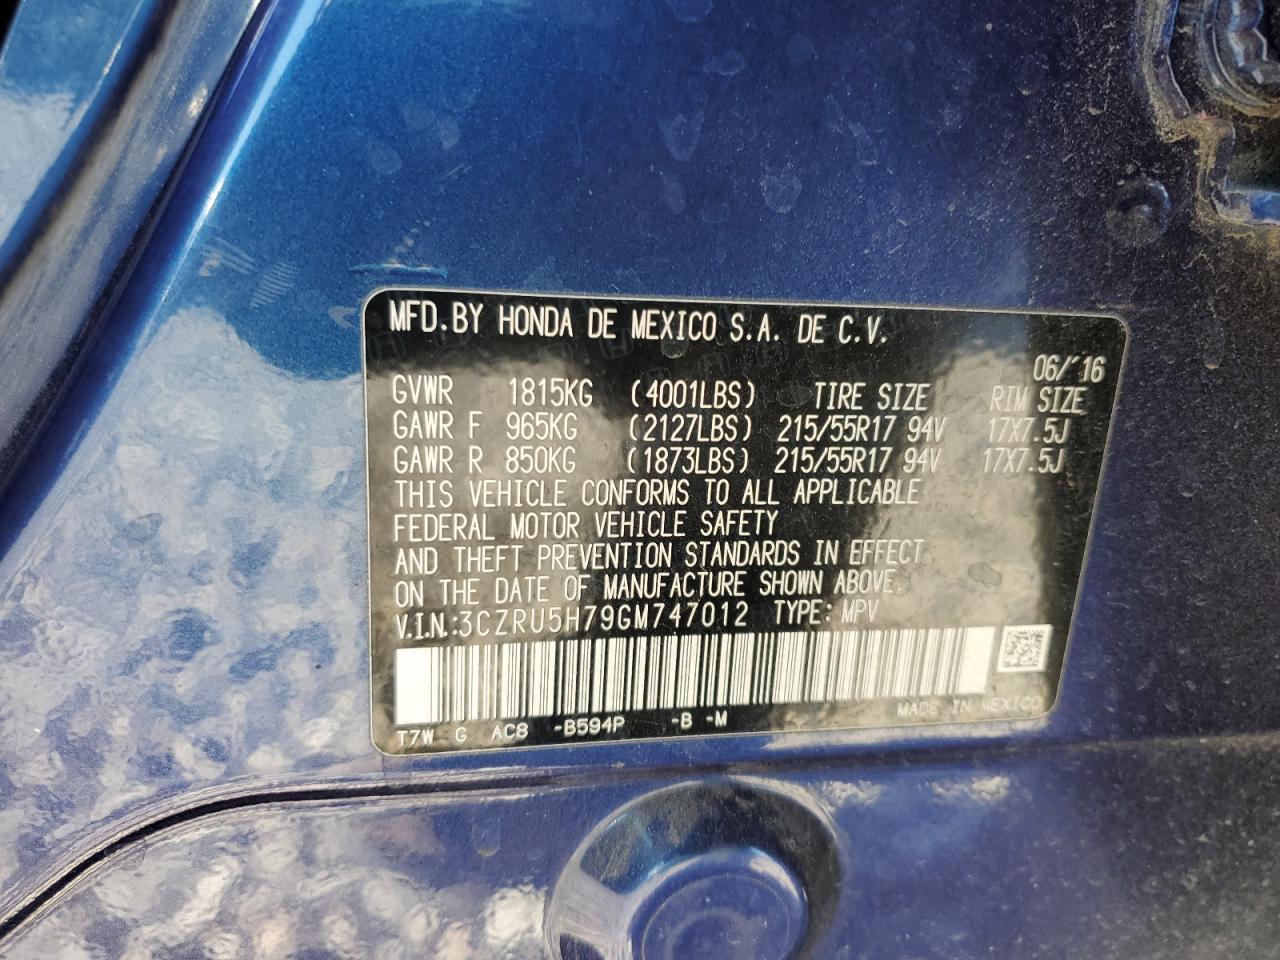 MFD.BY HONDA DE MEXICO S.A. DE C.V.
06/'16
GVWR 1815KG (4001LBS) TIRE SIZE RIM SIZE
GAWR F 965KG (2127LBS) 215/55R17 94V 17X7.5J
GAWR R 850KG (1873LBS) 215/55R17 94V 17X7.5J
THIS VEHICLE CONFORMS TO ALL APPLICABLE
FEDERAL MOTOR VEHICLE SAFETY
AND THEFT PREVENTION STANDARDS IN EFFECT
ON THE DATE OF MANUFACTURE SHOWN ABOVE.
V.I.N.:3CZRU5H79GM747012 TYPE: MPV
MADE IN MEXICO
T7W G AC8 -B594P -B -M